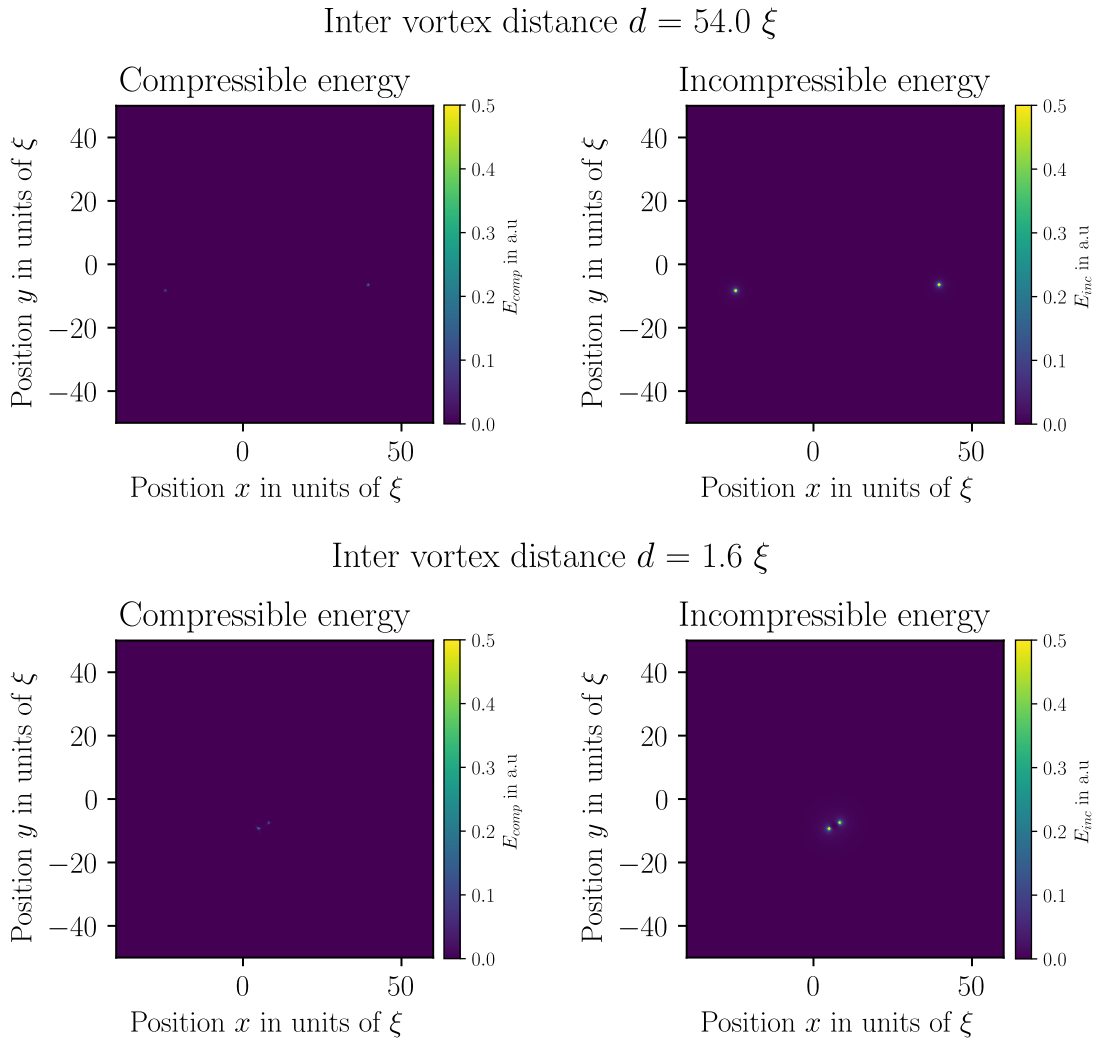 Inter vortex distance d = 54.0 ξ
Compressible energy
Position y in units of ξ
40
20
0
−20
−40
0
50
Position x in units of ξ
0.5
0.4
0.3
0.2
0.1
0.0
E_comp in a.u
Incompressible energy
Position y in units of ξ
40
20
0
−20
−40
0
50
Position x in units of ξ
0.5
0.4
0.3
0.2
0.1
0.0
E_inc in a.u
Inter vortex distance d = 1.6 ξ
Compressible energy
Position y in units of ξ
40
20
0
−20
−40
0
50
Position x in units of ξ
0.5
0.4
0.3
0.2
0.1
0.0
E_comp in a.u
Incompressible energy
Position y in units of ξ
40
20
0
−20
−40
0
50
Position x in units of ξ
0.5
0.4
0.3
0.2
0.1
0.0
E_inc in a.u